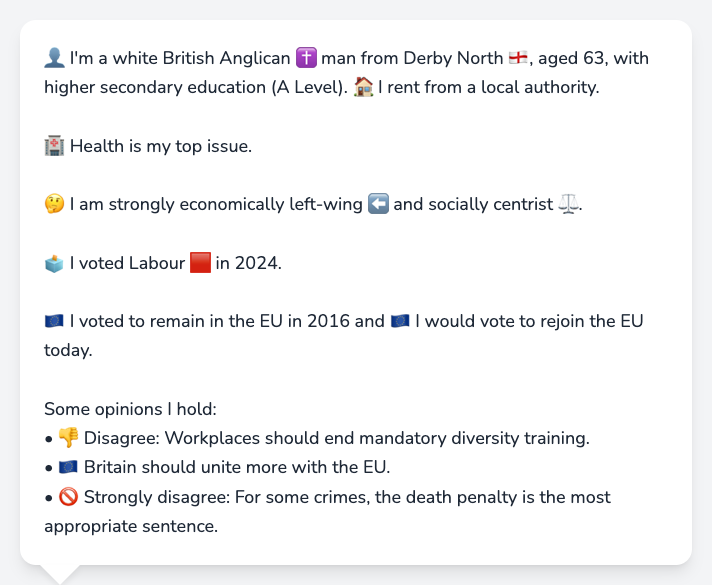 👤 I'm a white British Anglican ✝️ man from Derby North 🏴󠁧󠁢󠁥󠁮󠁧󠁿, aged 63, with
higher secondary education (A Level). 🏠 I rent from a local authority.
🏥 Health is my top issue.
🤔 I am strongly economically left-wing ⬅️ and socially centrist ⚖️.
🗳️ I voted Labour 🟥 in 2024.
🇪🇺 I voted to remain in the EU in 2016 and 🇪🇺 I would vote to rejoin the EU
today.
Some opinions I hold:
• 👎 Disagree: Workplaces should end mandatory diversity training.
• 🇪🇺 Britain should unite more with the EU.
• 🚫 Strongly disagree: For some crimes, the death penalty is the most
appropriate sentence.